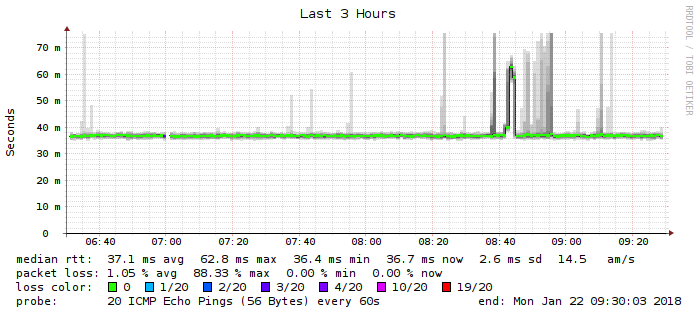 Last 3 Hours
RRDTOOL / TOBI OETIKER
Seconds
70 m
60 m
50 m
40 m
30 m
20 m
10 m
0
06:40 07:00 07:20 07:40 08:00 08:20 08:40 09:00 09:20
median rtt: 37.1 ms avg 62.8 ms max 36.4 ms min 36.7 ms now 2.6 ms sd 14.5 am/s
packet loss: 1.05 % avg 88.33 % max 0.00 % min 0.00 % now
loss color: 0 1/20 2/20 3/20 4/20 10/20 19/20
probe: 20 ICMP Echo Pings (56 Bytes) every 60s end: Mon Jan 22 09:30:03 2018